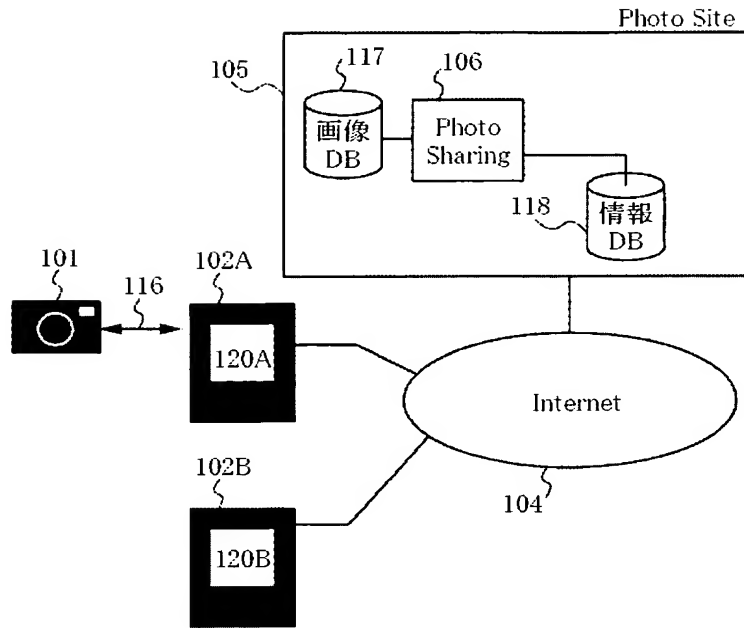 Photo Site
117
106
105
画像
DB
Photo
Sharing
118
情報
DB
101
116
102A
120A
Internet
104
102B
120B